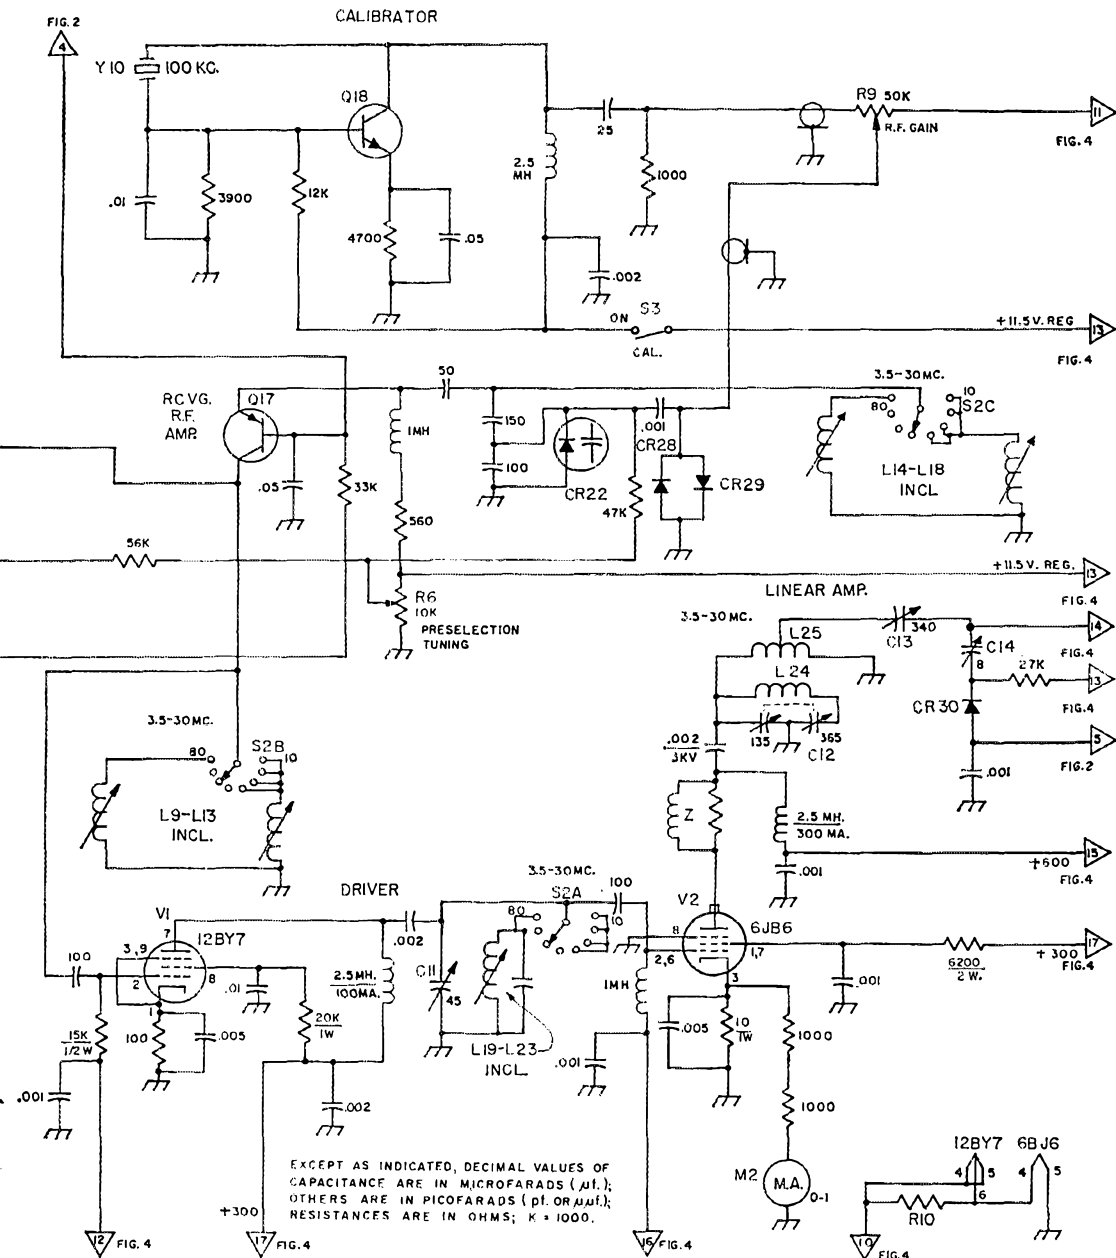 FIG. 2
4
CALIBRATOR
Y10
100 KC.
Q18
.01
3900
12K
4700
.05
2.5
MH
25
1000
.002
R9 50K
R.F. GAIN
11
FIG. 4
ON
S3
CAL.
+11.5V. REG
13
FIG. 4
RCVG.
R.F.
AMP.
Q17
.05
33K
50
1MH
560
150
100
CR22
.001
CR28
47K
CR29
3.5-30MC.
80
10
S2C
L14-L18
INCL
56K
R6
10K
PRESELECTION
TUNING
+11.5 V. REG.
13
FIG. 4
LINEAR AMP.
3.5-30MC.
L25
C13
340
14
FIG. 4
C14
8
27K
13
FIG. 4
L24
135
365
C12
CR30
5
FIG. 2
.001
.002
3KV
Z
2.5 MH.
300 MA.
.001
+600
15
FIG. 4
3.5-30MC.
80
S2B
10
L9-L13
INCL.
DRIVER
V1
12BY7
7
3,9
2
8
1
100
.01
15K
1/2 W
100
.005
20K
1W
.001
.002
2.5MH.
100MA.
.002
C11
45
3.5-30MC.
S2A
80
10
100
L19-L23
INCL.
V2
6JB6
8
2,6
1,7
3
1MH
.001
.005
10
1W
1000
1000
.001
6200
2 W.
+300
17
FIG. 4
M2
M.A.
0-1
EXCEPT AS INDICATED, DECIMAL VALUES OF
CAPACITANCE ARE IN MICROFARADS (μf.);
OTHERS ARE IN PICOFARADS (pf. OR μμf.);
RESISTANCES ARE IN OHMS; K = 1000.
12BY7
6BJ6
4
5
4
5
6
R10
12
FIG. 4
+300
17
FIG. 4
16
FIG. 4
10
FIG. 4